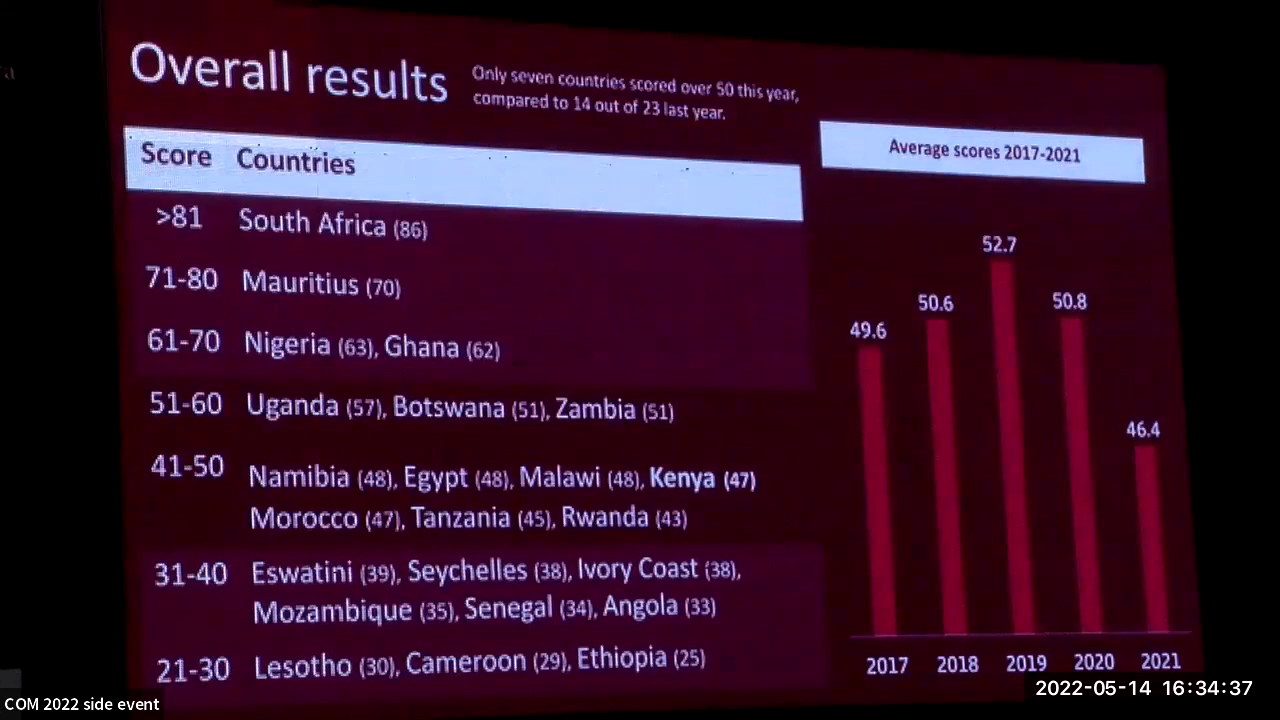 Overall results
Only seven countries scored over 50 this year,
compared to 14 out of 23 last year.
Score Countries
>81 South Africa (86)
71-80 Mauritius (70)
61-70 Nigeria (63), Ghana (62)
51-60 Uganda (57), Botswana (51), Zambia (51)
41-50 Namibia (48), Egypt (48), Malawi (48), Kenya (47)
Morocco (47), Tanzania (45), Rwanda (43)
31-40 Eswatini (39), Seychelles (38), Ivory Coast (38),
Mozambique (35), Senegal (34), Angola (33)
21-30 Lesotho (30), Cameroon (29), Ethiopia (25)
Average scores 2017-2021
49.6 50.6 52.7 50.8 46.4
2017 2018 2019 2020 2021
2022-05-14 16:34:37
COM 2022 side event